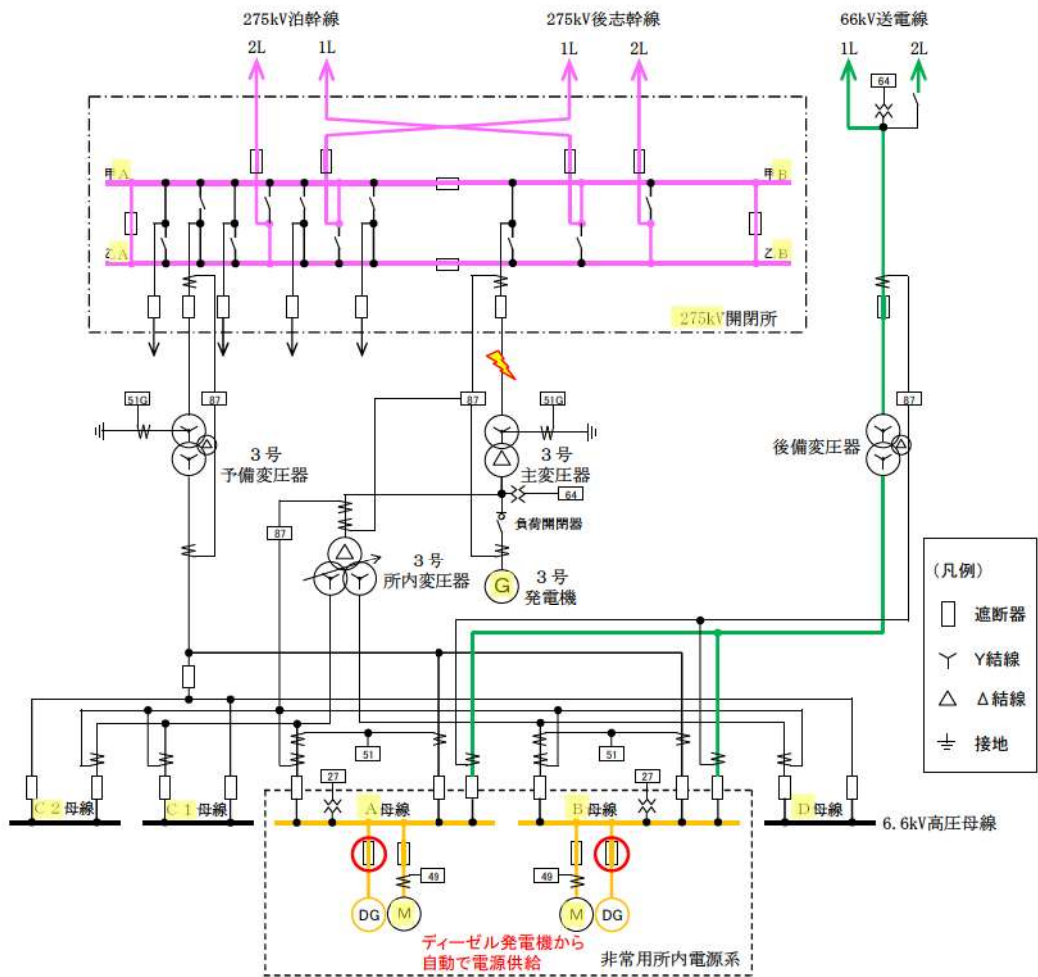 275kV泊幹線
275kV後志幹線
66kV送電線
2L
1L
1L
2L
1L
2L
64
甲A
甲B
乙A
乙B
275kV開閉所
51G
87
87
51G
87
3号
予備変圧器
3号
主変圧器
後備変圧器
64
87
負荷開閉器
3号
所内変圧器
G
3号
発電機
(凡例)
遮断器
Y結線
Δ結線
接地
51
51
27
27
C2母線
C1母線
A母線
B母線
D母線
6.6kV高圧母線
49
49
DG
M
M
DG
ディーゼル発電機から
自動で電源供給
非常用所内電源系